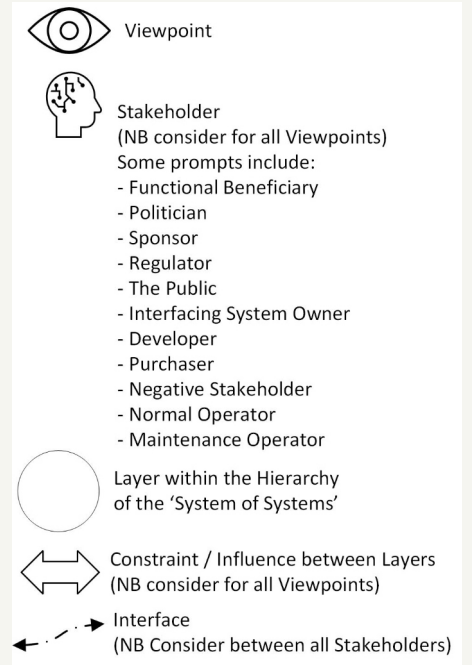 Viewpoint
Stakeholder
(NB consider for all Viewpoints)
Some prompts include:
- Functional Beneficiary
- Politician
- Sponsor
- Regulator
- The Public
- Interfacing System Owner
- Developer
- Purchaser
- Negative Stakeholder
- Normal Operator
- Maintenance Operator
Layer within the Hierarchy
of the ‘System of Systems’
Constraint / Influence between Layers
(NB consider for all Viewpoints)
Interface
(NB Consider between all Stakeholders)